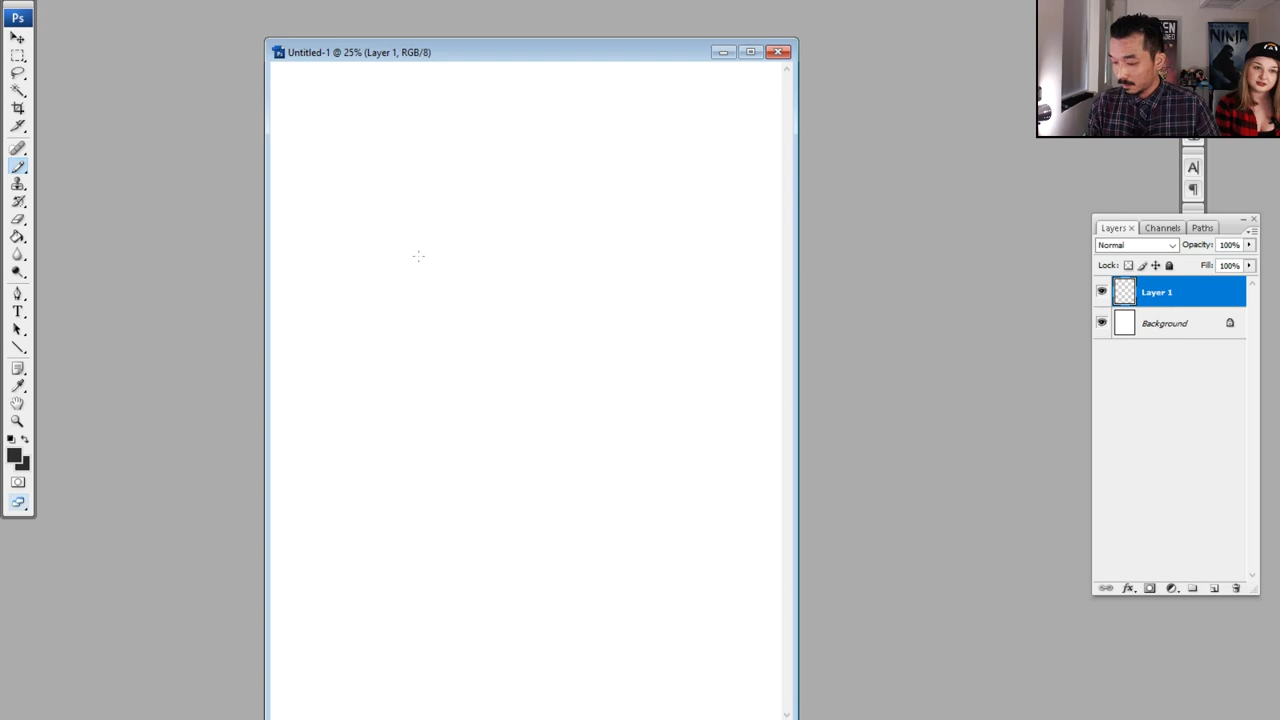 Ps
Untitled-1 @ 25% (Layer 1, RGB/8)
NINJA
A
Layers
Channels
Paths
Normal
Opacity: 100%
Lock:
Fill: 100%
Layer 1
Background
T